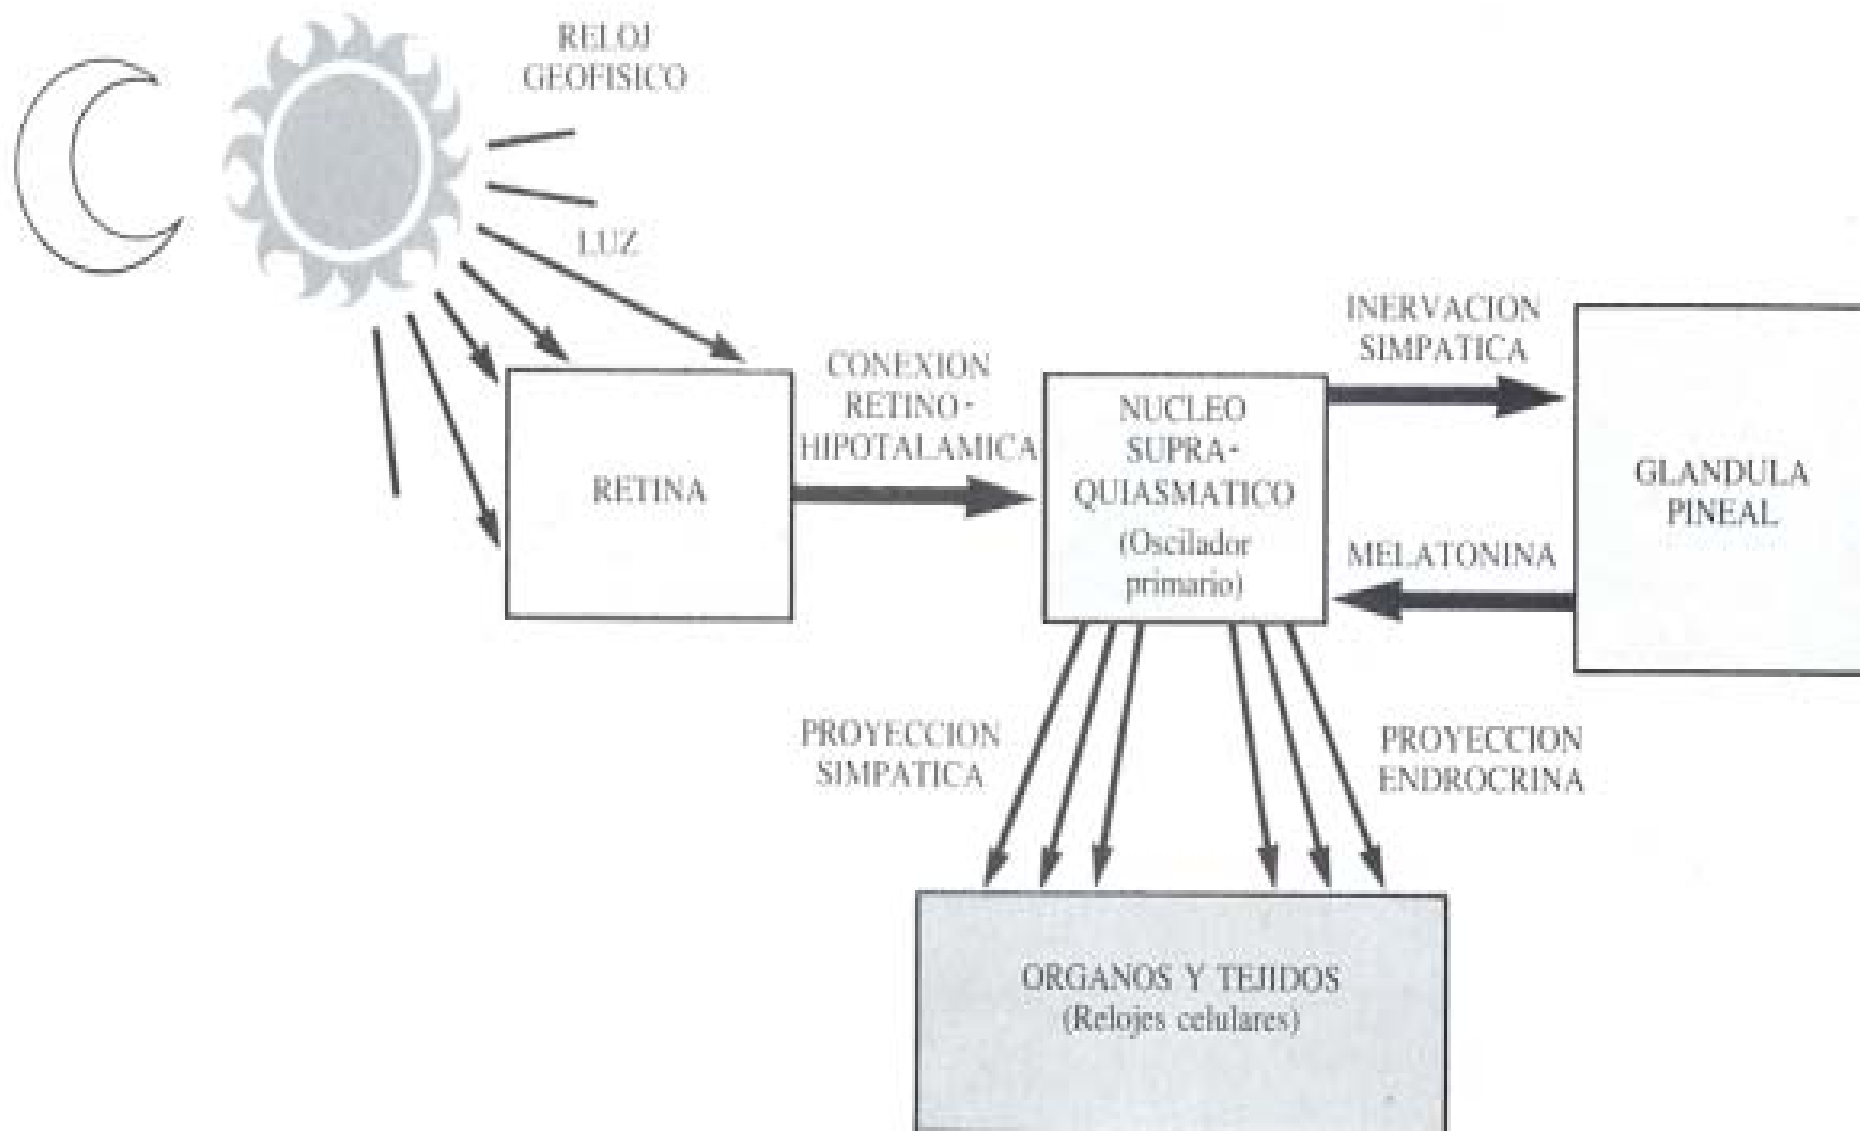 RELOJ
GEOFISICO
LUZ
CONEXION
RETINO-
HIPOTALAMICA
RETINA
NUCLEO
SUPRA-
QUIASMATICO
(Oscilador
primario)
INERVACION
SIMPATICA
GLANDULA
PINEAL
MELATONINA
PROYECCION
SIMPATICA
PROYECCION
ENDROCRINA
ORGANOS Y TEJIDOS
(Relojes celulares)